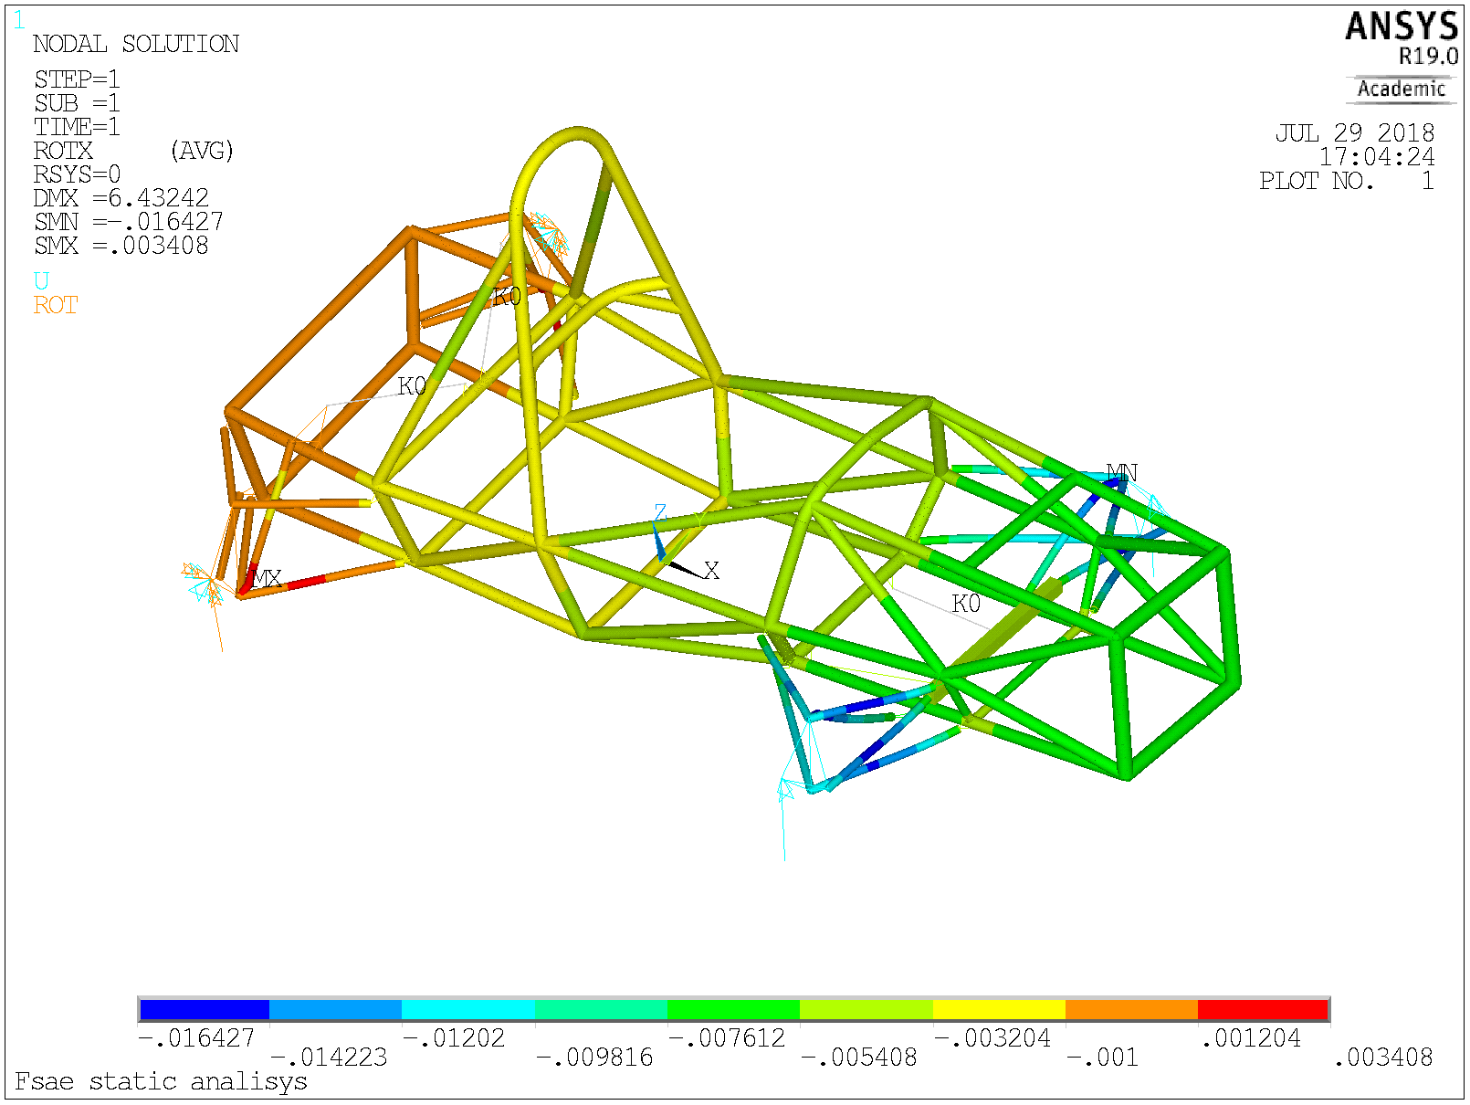 1
NODAL SOLUTION
STEP=1
SUB =1
TIME=1
ROTX (AVG)
RSYS=0
DMX =6.43242
SMN =-.016427
SMX =.003408
U
ROT
ANSYS
R19.0
Academic
JUL 29 2018
17:04:24
PLOT NO. 1
K0
K0
MN
Z
Y
X
MX
K0
-.016427
-.014223
-.01202
-.009816
-.007612
-.005408
-.003204
-.001
.001204
.003408
Fsae static analisys